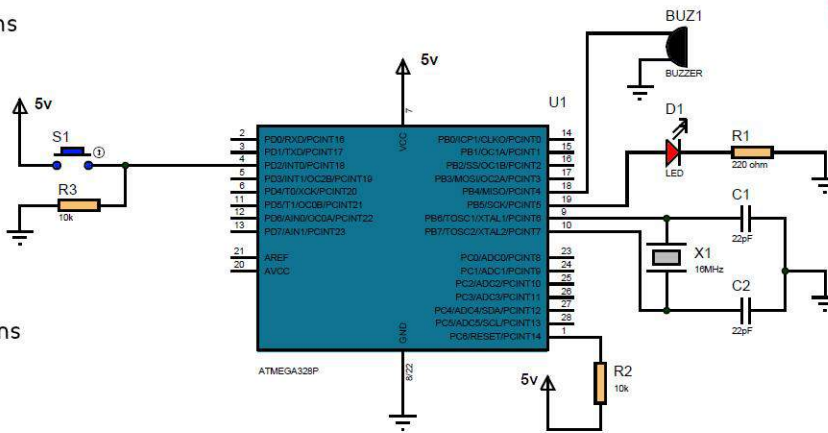 ns
ns
5v
S1
R3
10k
5v
U1
2
3
4
5
6
11
12
13
21
20
PD0/RXD/PCINT16
PD1/TXD/PCINT17
PD2/INT0/PCINT18
PD3/INT1/OC2B/PCINT19
PD4/T0/XCK/PCINT20
PD5/T1/OC0B/PCINT21
PD6/AIN0/OC0A/PCINT22
PD7/AIN1/PCINT23
AREF
AVCC
7
VCC
PB0/ICP1/CLKO/PCINT0
PB1/OC1A/PCINT1
PB2/SS/OC1B/PCINT2
PB3/MOSI/OC2A/PCINT3
PB4/MISO/PCINT4
PB5/SCK/PCINT5
PB6/TOSC1/XTAL1/PCINT6
PB7/TOSC2/XTAL2/PCINT7
PC0/ADC0/PCINT8
PC1/ADC1/PCINT9
PC2/ADC2/PCINT10
PC3/ADC3/PCINT11
PC4/ADC4/SDA/PCINT12
PC5/ADC5/SCL/PCINT13
PC6/RESET/PCINT14
14
15
16
17
18
19
9
10
23
24
25
26
27
28
1
GND
8/22
ATMEGA328P
BUZ1
BUZZER
D1
LED
R1
220 ohm
C1
22pF
X1
16MHz
C2
22pF
5v
R2
10k